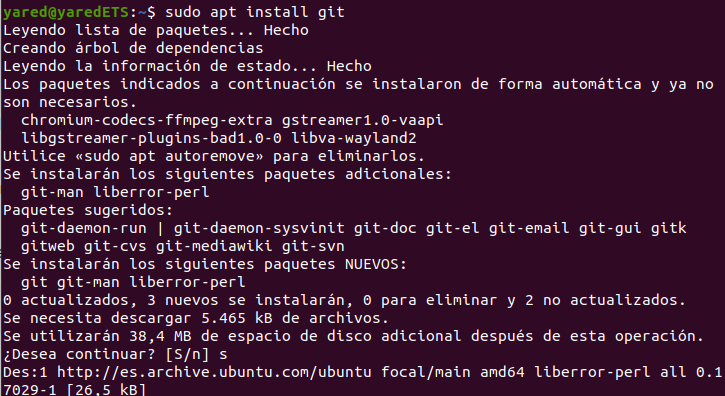 yared@yaredETS:~$ sudo apt install git
Leyendo lista de paquetes... Hecho
Creando árbol de dependencias
Leyendo la información de estado... Hecho
Los paquetes indicados a continuación se instalaron de forma automática y ya no
son necesarios.
  chromium-codecs-ffmpeg-extra gstreamer1.0-vaapi
  libgstreamer-plugins-bad1.0-0 libva-wayland2
Utilice «sudo apt autoremove» para eliminarlos.
Se instalarán los siguientes paquetes adicionales:
  git-man liberror-perl
Paquetes sugeridos:
  git-daemon-run | git-daemon-sysvinit git-doc git-el git-email git-gui gitk
  gitweb git-cvs git-mediawiki git-svn
Se instalarán los siguientes paquetes NUEVOS:
  git git-man liberror-perl
0 actualizados, 3 nuevos se instalarán, 0 para eliminar y 2 no actualizados.
Se necesita descargar 5.465 kB de archivos.
Se utilizarán 38,4 MB de espacio de disco adicional después de esta operación.
¿Desea continuar? [S/n] s
Des:1 http://es.archive.ubuntu.com/ubuntu focal/main amd64 liberror-perl all 0.1
7029-1 [26,5 kB]